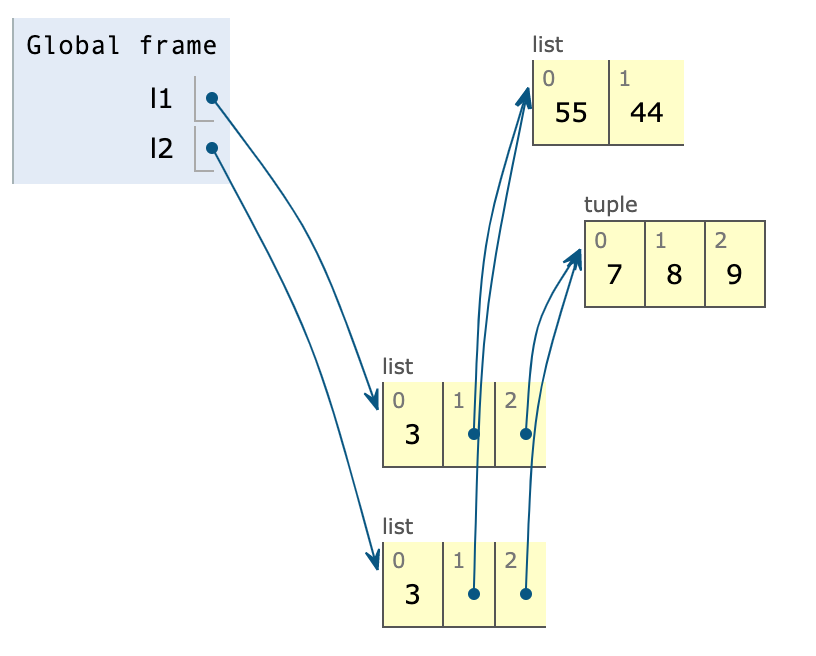 Global frame
l1
l2
list
0 1
55 44
tuple
0 1 2
7 8 9
list
0 1 2
3
list
0 1 2
3